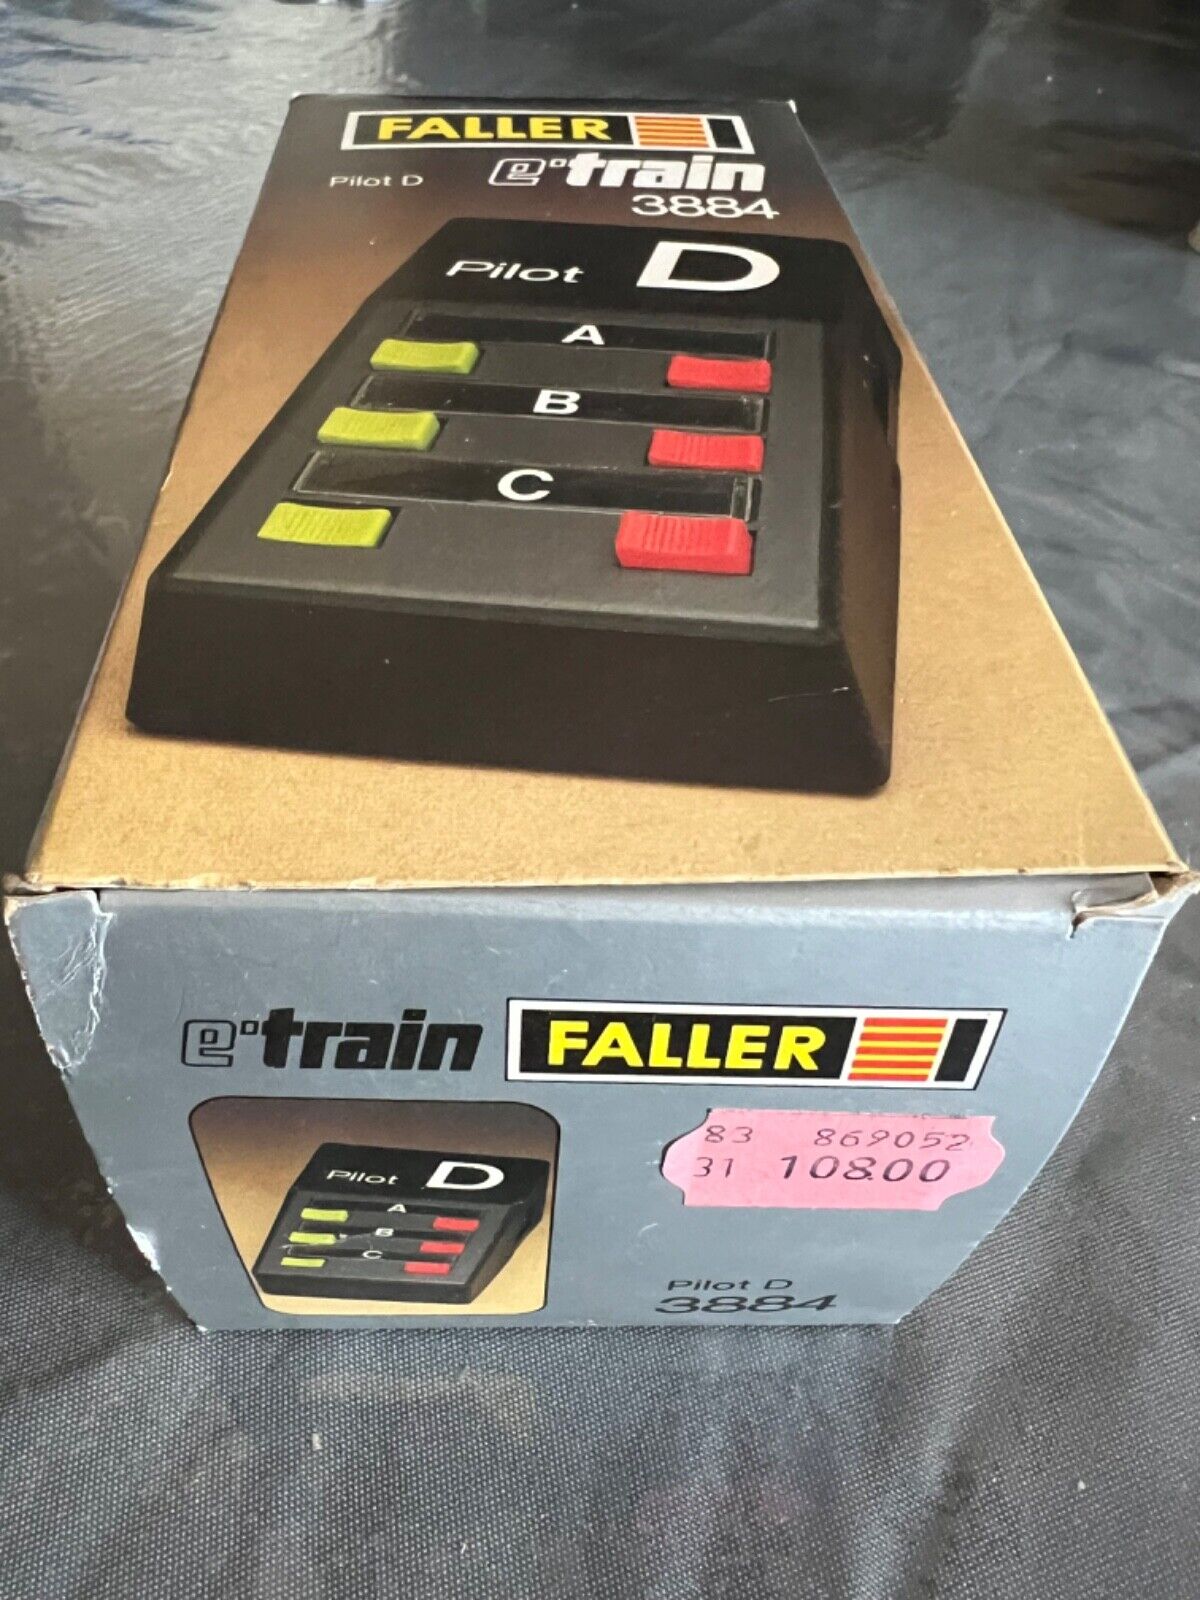 FALLER
Pilot D e°train
3884
Pilot D
A
B
C
e°train FALLER
Pilot D
A
B
C
83 869052
31 108.00
Pilot D
3884